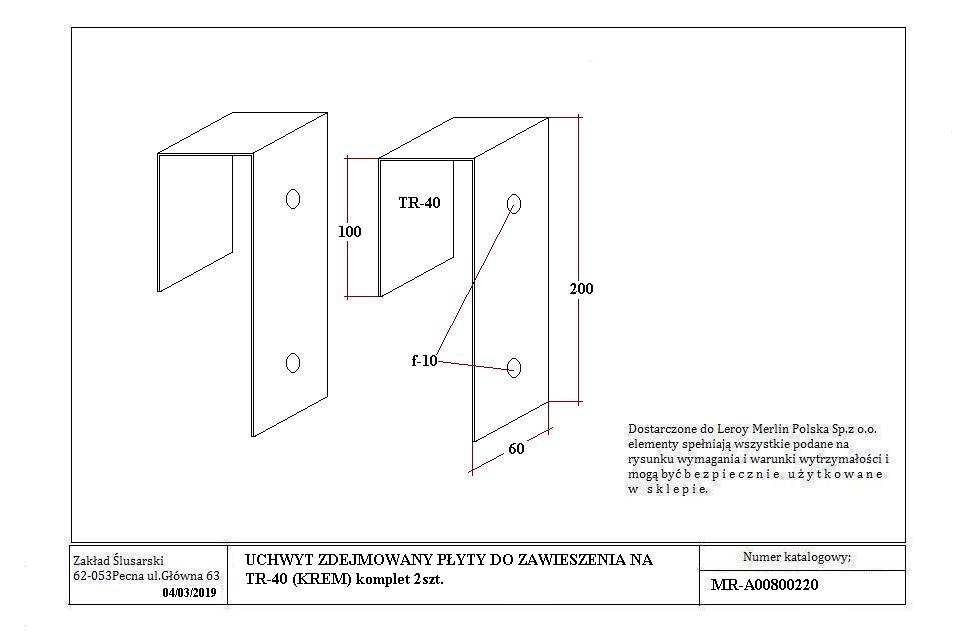 TR-40
100
200
f-10
60
Dostarczone do Leroy Merlin Polska Sp.z o.o.
elementy spełniają wszystkie podane na
rysunku wymagania i warunki wytrzymałości i
mogą być b e z p i e c z n i e u ż y t k o w a n e
w s k l e p i e.
Zakład Ślusarski
62-053Pecna ul.Główna 63
04/03/2019
UCHWYT ZDEJMOWANY PŁYTY DO ZAWIESZENIA NA
TR-40 (KREM) komplet 2szt.
Numer katalogowy;
MR-A00800220